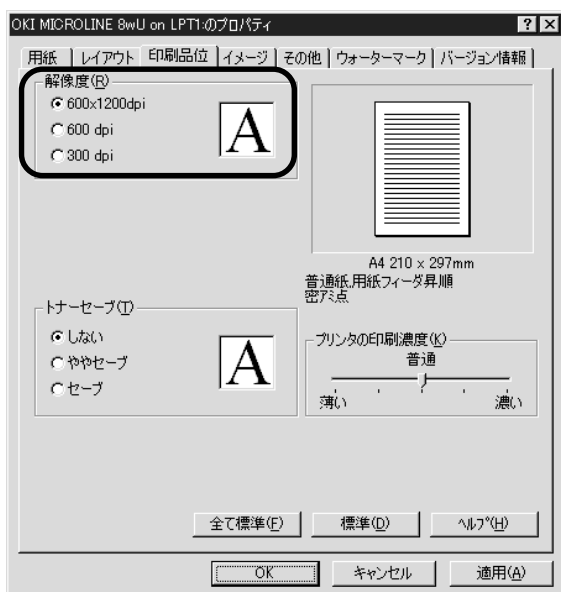 OKI MICROLINE 8wU on LPT1:のプロパティ
用紙 レイアウト 印刷品位 イメージ その他 ウォーターマーク バージョン情報
解像度(R)
600x1200dpi
600 dpi
300 dpi
A
A4 210 x 297mm
普通紙,用紙フィーダ昇順
密アミ点
トナーセーブ(T)
しない
ややセーブ
セーブ
A
プリンタの印刷濃度(K)
普通
薄い 濃い
全て標準(F) 標準(D) ヘルプ(H)
OK キャンセル 適用(A)